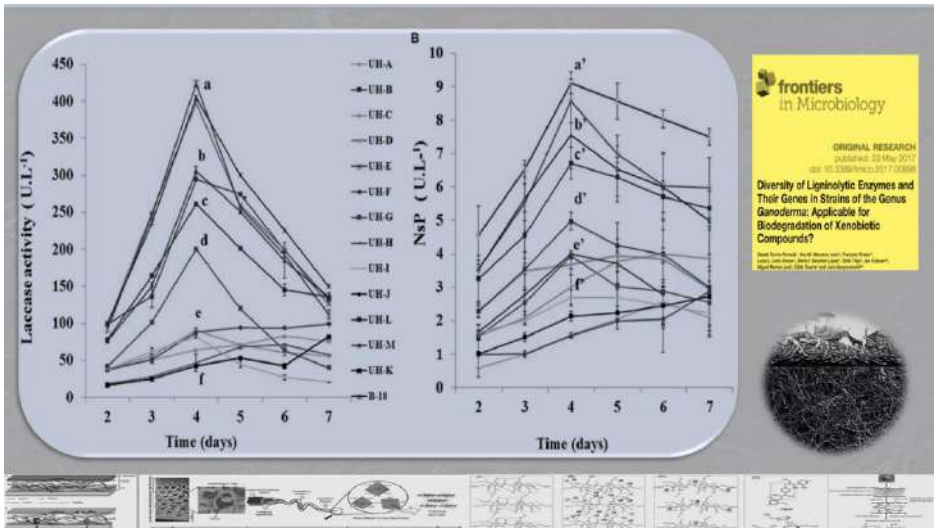 B
450
400
350
300
250
200
150
100
50
0
Laccase activity ( U.L⁻¹)
a
b
c
d
e
f
2 3 4 5 6 7
Time (days)
UH-A
UH-B
UH-C
UH-D
UH-E
UH-F
UH-G
UH-H
UH-I
UH-J
UH-L
UH-M
UH-K
B-18
10
9
8
7
6
5
4
3
2
1
0
NsP ( U.L⁻¹)
a'
b'
c'
d'
e'
f'
2 3 4 5 6 7
Time (days)
frontiers
in Microbiology
ORIGINAL RESEARCH
published: 23 May 2017
Diversity of Ligninolytic Enzymes and
Their Genes in Strains of the Genus
Ganoderma: Applicable for
Biodegradation of Xenobiotic
Compounds?